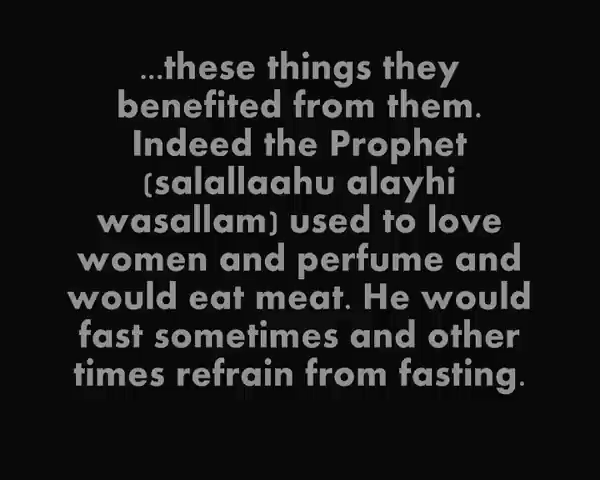 ...these things they
benefited from them.
Indeed the Prophet
(salallaahu alayhi
wasallam) used to love
women and perfume and
would eat meat. He would
fast sometimes and other
times refrain from fasting.